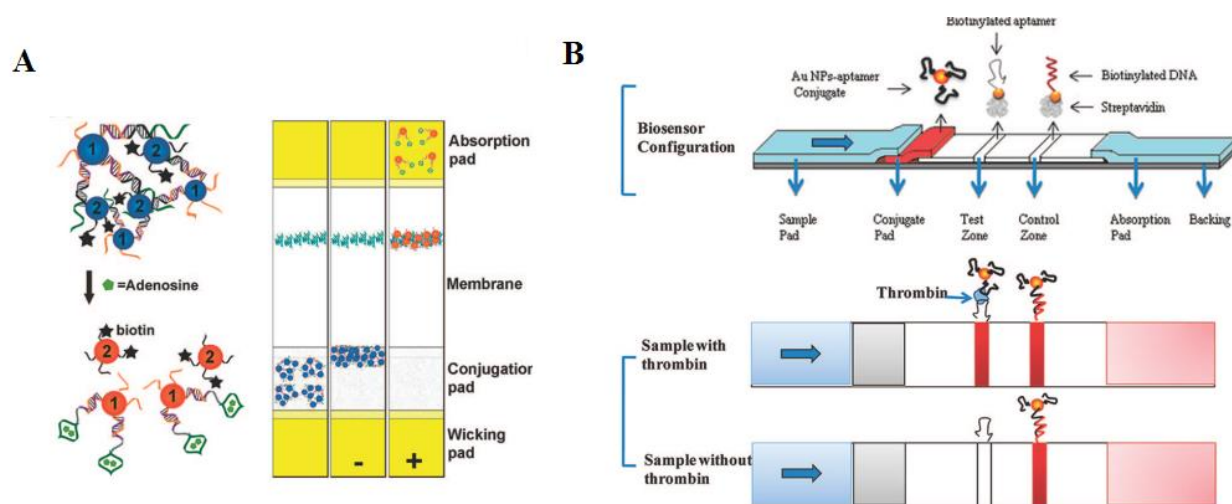 A
1
2
2
2
1
1
=Adenosine
biotin
2
2
1
1
Absorption
pad
Membrane
Conjugatior
pad
Wicking
pad
-
+
B
Biotinylated aptamer
Au NPs-aptamer
Conjugate
Biotinylated DNA
Streptavidin
Biosensor
Configuration
Sample
Pad
Conjugate
Pad
Test
Zone
Control
Zone
Absorption
Pad
Backing
Thrombin
Sample with
thrombin
Sample without
thrombin